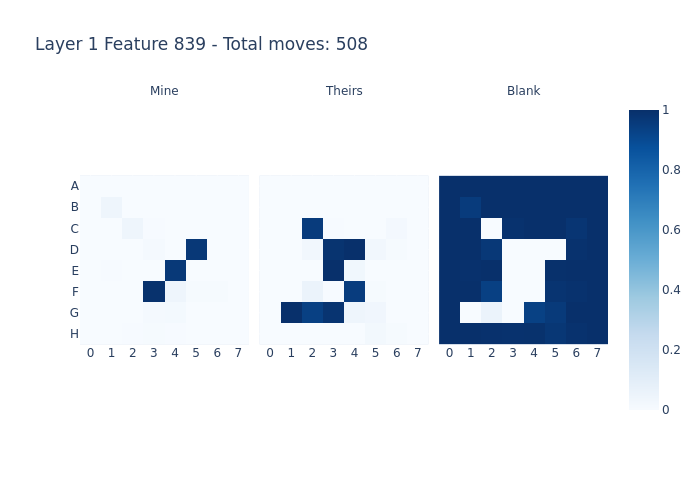 Layer 1 Feature 839 - Total moves: 508
Mine Theirs Blank
A
B
C
D
E
F
G
H
0 1 2 3 4 5 6 7 0 1 2 3 4 5 6 7 0 1 2 3 4 5 6 7
1
0.8
0.6
0.4
0.2
0